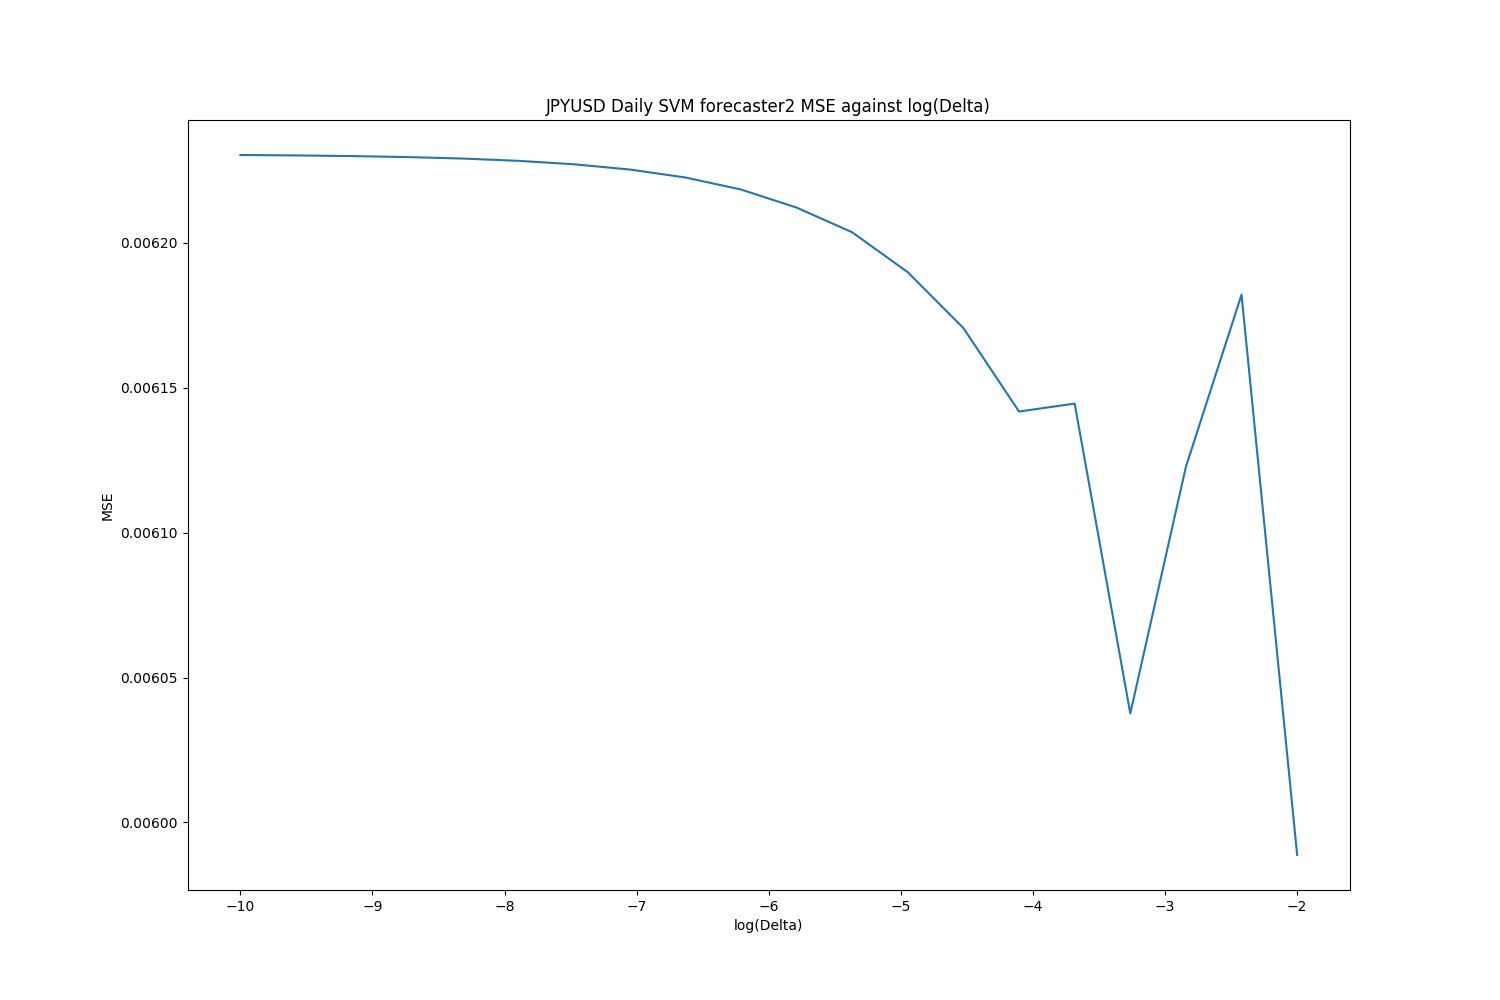 JPYUSD Daily SVM forecaster2 MSE against log(Delta)
MSE
0.00620
0.00615
0.00610
0.00605
0.00600
−10 −9 −8 −7 −6 −5 −4 −3 −2
log(Delta)